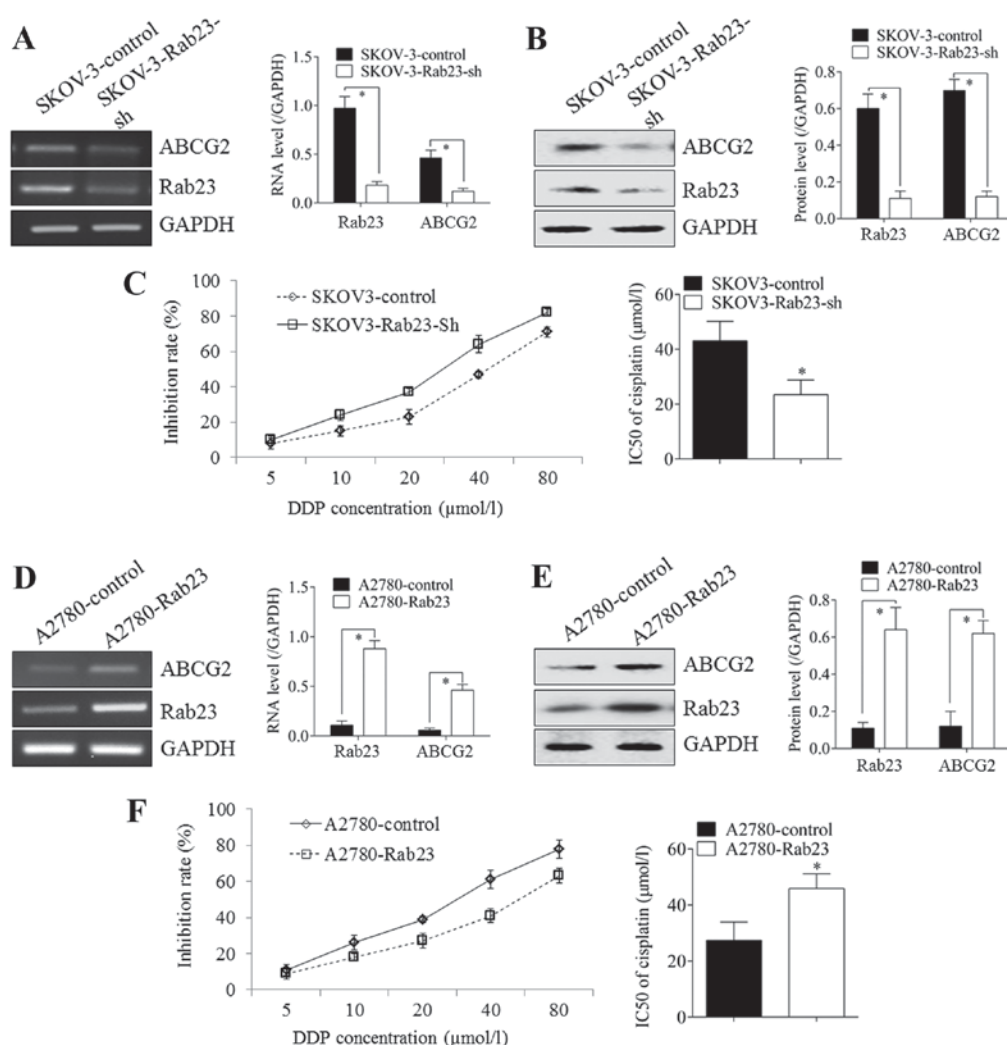 A
SKOV-3-control
SKOV-3-Rab23-
sh
ABCG2
Rab23
GAPDH
SKOV-3-control
SKOV-3-Rab23-sh
RNA level (/GAPDH)
1.5
1.0
0.5
0.0
*
*
Rab23
ABCG2
B
SKOV-3-control
SKOV-3-Rab23-
sh
ABCG2
Rab23
GAPDH
SKOV-3-control
SKOV-3-Rab23-sh
Protein level (/GAPDH)
0.8
0.6
0.4
0.2
0.0
*
*
Rab23
ABCG2
C
Inhibition rate (%)
100
80
60
40
20
0
SKOV3-control
SKOV3-Rab23-Sh
5
10
20
40
80
DDP concentration (µmol/l)
SKOV3-control
SKOV3-Rab23-sh
IC50 of cisplatin (µmol/l)
60
40
20
0
*
D
A2780-control
A2780-Rab23
ABCG2
Rab23
GAPDH
A2780-control
A2780-Rab23
RNA level (/GAPDH)
1.5
1.0
0.5
0.0
*
*
Rab23
ABCG2
E
A2780-control
A2780-Rab23
ABCG2
Rab23
GAPDH
A2780-control
A2780-Rab23
Protein level (/GAPDH)
0.8
0.6
0.4
0.2
0.0
*
*
Rab23
ABCG2
F
Inhibition rate (%)
100
80
60
40
20
0
A2780-control
A2780-Rab23
5
10
20
40
80
DDP concentration (µmol/l)
A2780-control
A2780-Rab23
IC50 of cisplatin (µmol/l)
60
40
20
0
*